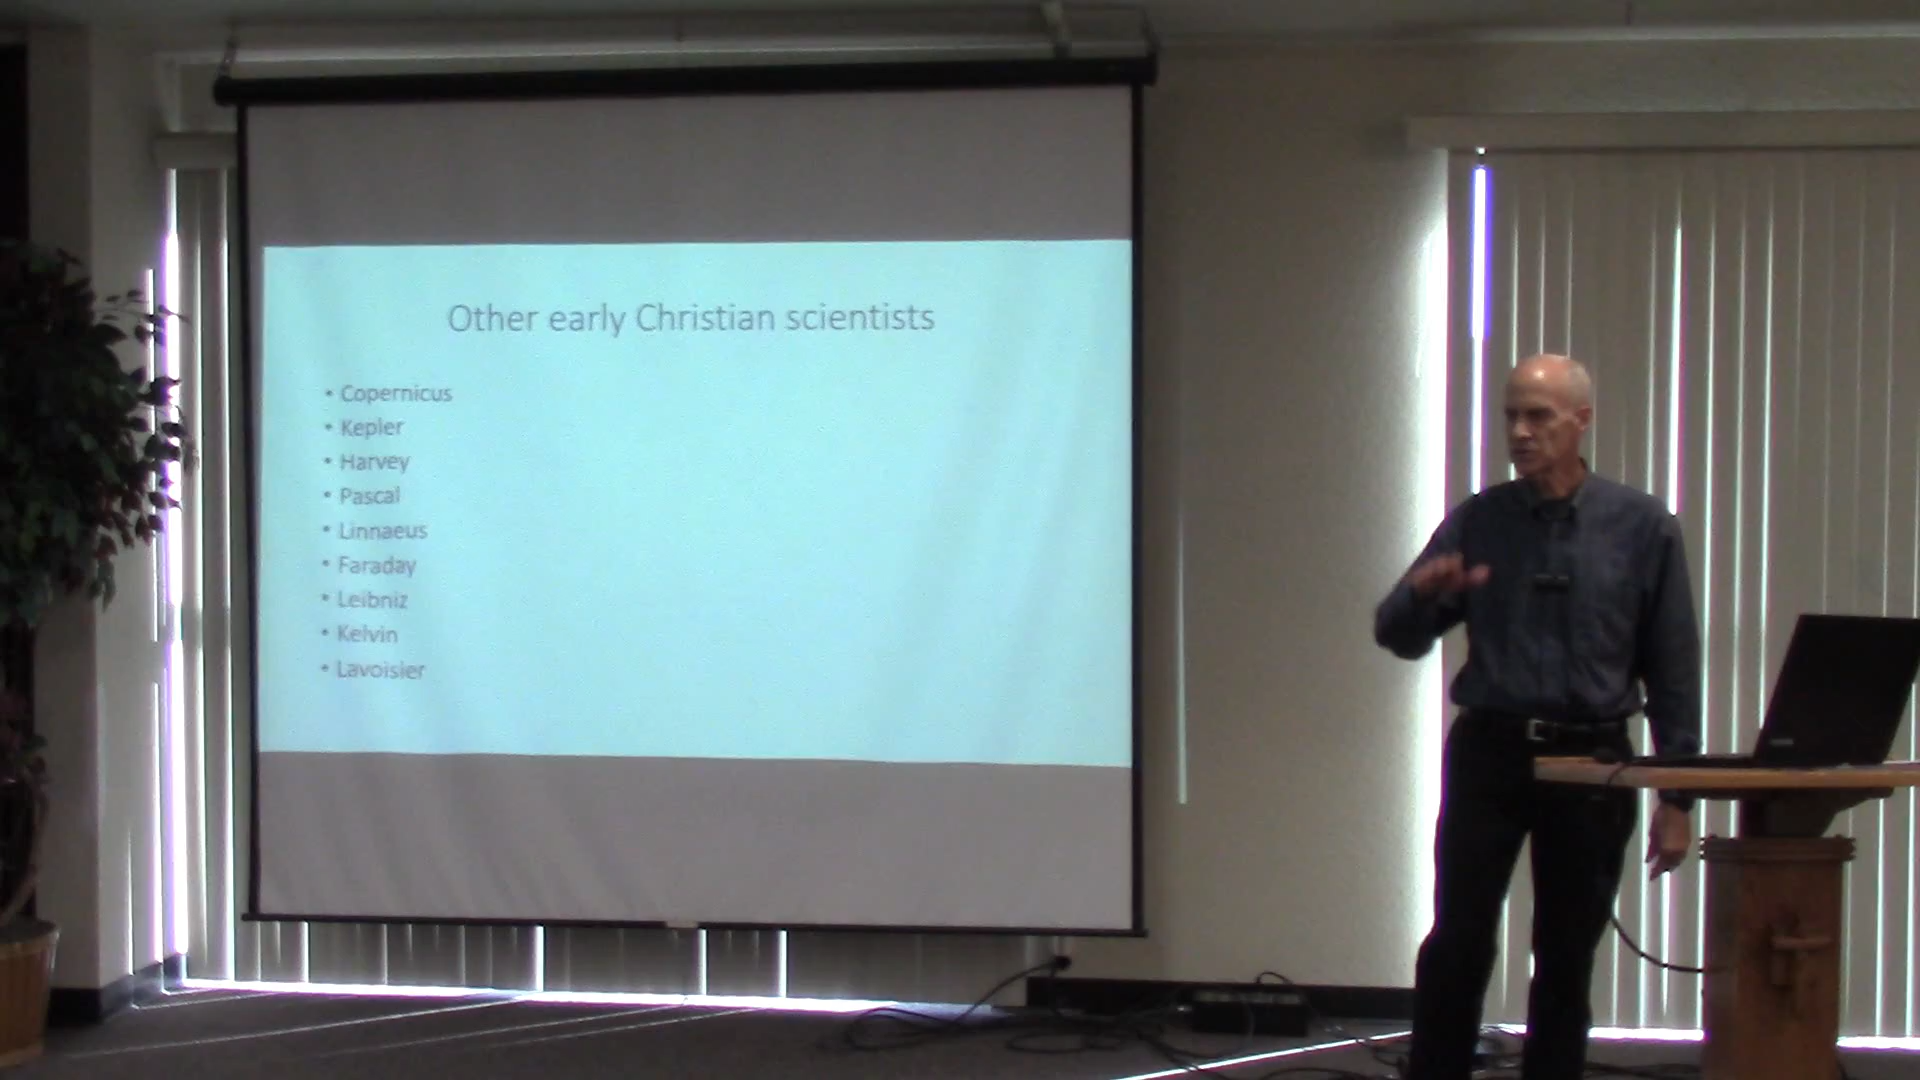 Other early Christian scientists
• Copernicus
• Kepler
• Harvey
• Pascal
• Linnaeus
• Faraday
• Leibniz
• Kelvin
• Lavoisier